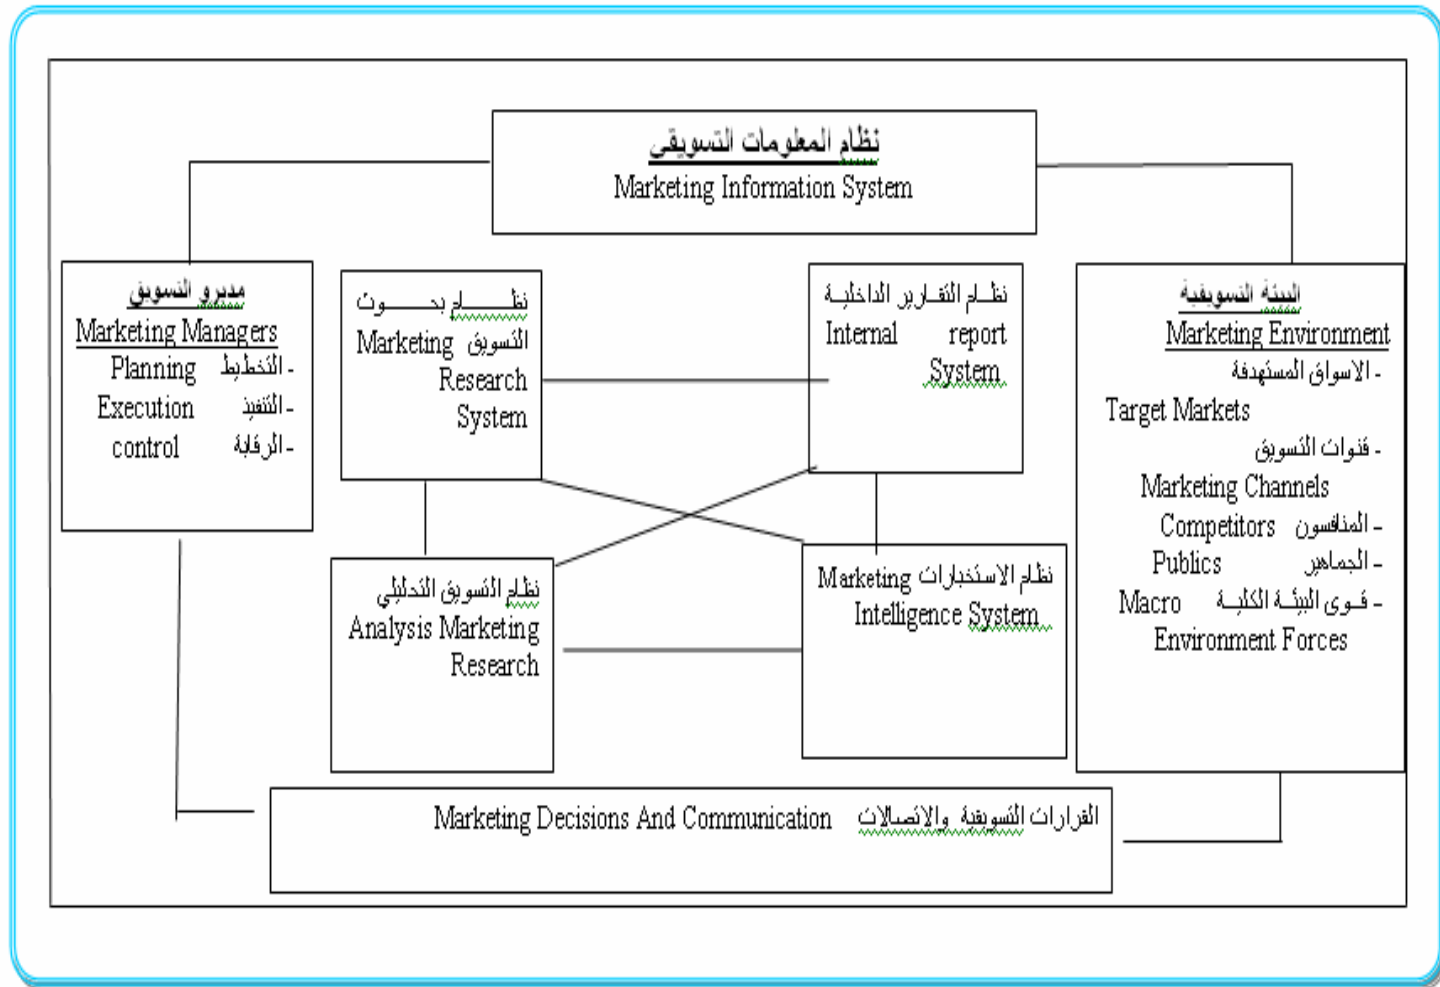 نظام المعلومات التسويقي
Marketing Information System
البيئة التسويقية
Marketing Environment
- الاسواق المستهدفة
Target Markets
- قنوات التسويق
Marketing Channels
- المنافسون Competitors
- الجماهير Publics
- قوى البيئة الكلية Macro
Environment Forces
نظام التقارير الداخلية
Internal report
System
نظام بحوث
التسويق Marketing
Research
System
مديرو التسويق
Marketing Managers
- التخطيط Planning
- التنفيذ Execution
- الرقابة control
نظام الاستخبارات Marketing
Intelligence System
نظام التسويق التحليلي
Analysis Marketing
Research
القرارات التسويقية والاتصالات Marketing Decisions And Communication